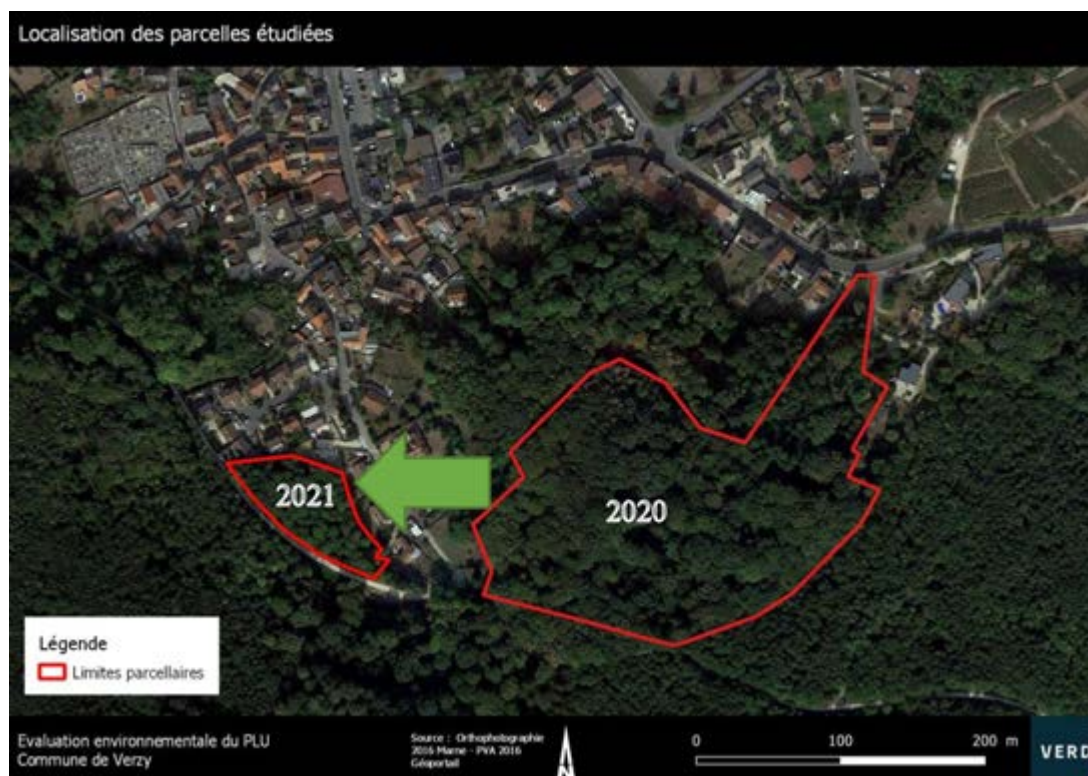 Localisation des parcelles étudiées
2021
2020
Légende
Limites parcellaires
Evaluation environnementale du PLU
Commune de Verzy
Source : Orthophotographie
2016 Marne - PVA 2016
Géoportail
0 100 200 m
VERD